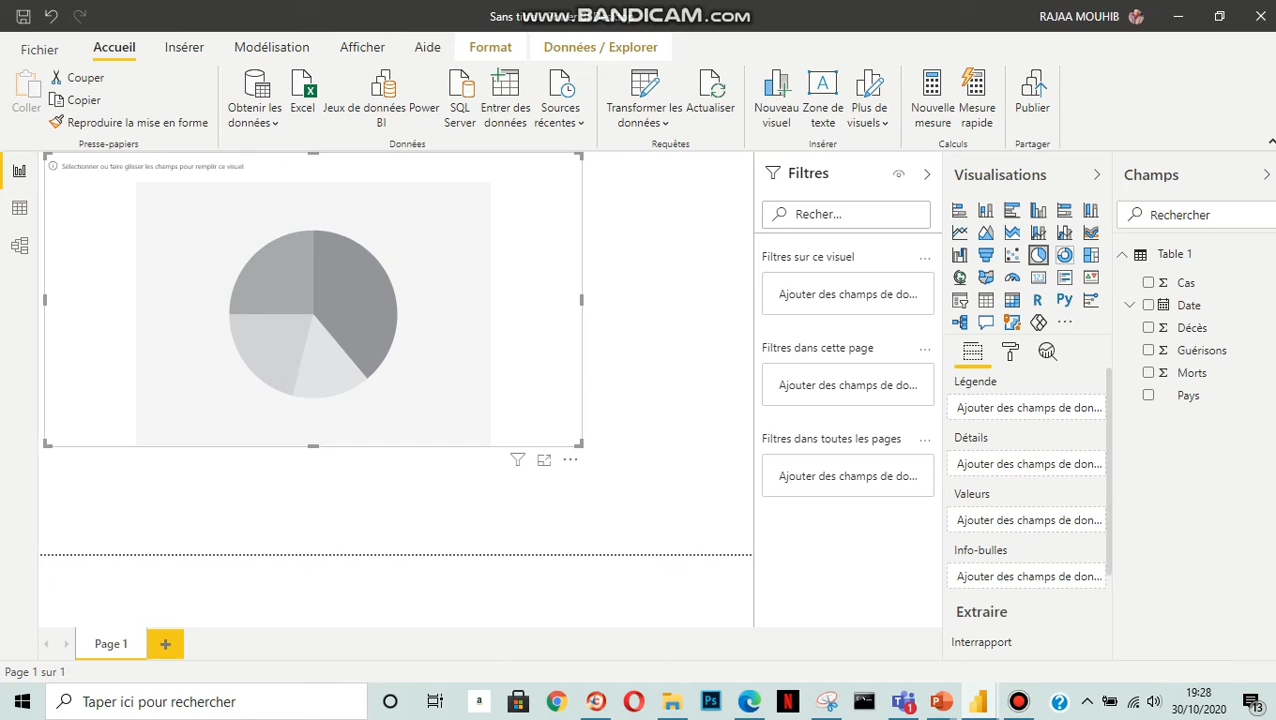 Sans ti
www.BANDICAM.com
RAJAA MOUHIB
Fichier
Accueil
Insérer
Modélisation
Afficher
Aide
Format
Données / Explorer
Coller
Couper
Copier
Reproduire la mise en forme
Presse-papiers
Obtenir les données
Excel
Jeux de données Power BI
SQL Server
Entrer des données
Sources récentes
Données
Transformer les données
Actualiser
Requêtes
Nouveau visuel
Zone de texte
Plus de visuels
Insérer
Nouvelle mesure
Mesure rapide
Calculs
Publier
Partager
Sélectionner ou faire glisser les champs pour remplir ce visuel
Filtres
Recher...
Filtres sur ce visuel
...
Ajouter des champs de do...
Filtres dans cette page
...
Ajouter des champs de do...
Filtres dans toutes les pages
...
Ajouter des champs de do...
Visualisations
R
Py
...
Légende
Ajouter des champs de don...
Détails
Ajouter des champs de don...
Valeurs
Ajouter des champs de don...
Info-bulles
Ajouter des champs de don...
Extraire
Interrapport
Champs
Rechercher
Table 1
Σ Cas
Date
Σ Décès
Σ Guérisons
Σ Morts
Pays
Page 1
Page 1 sur 1
Taper ici pour rechercher
19:28
30/10/2020